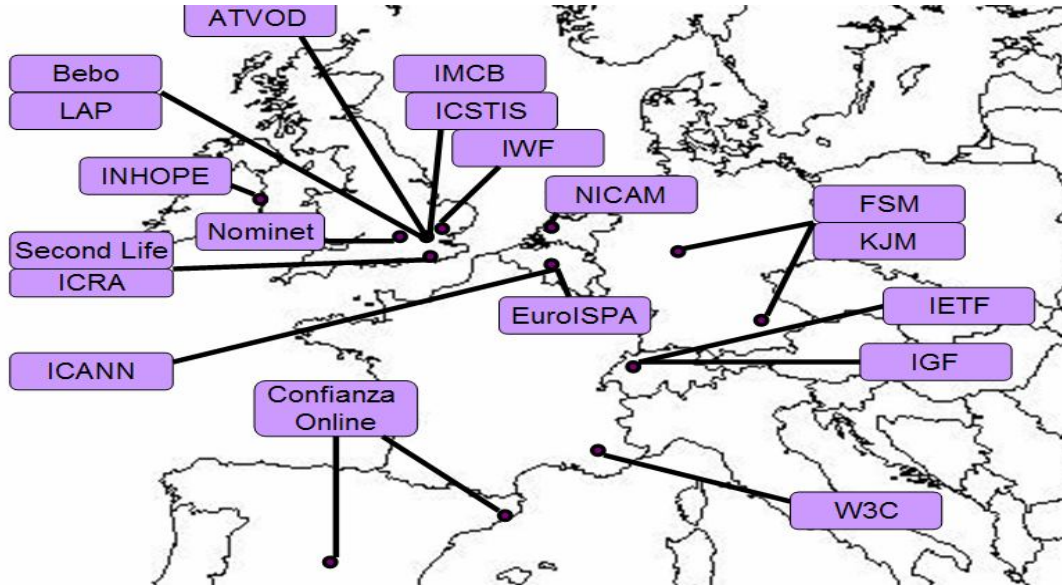 ATVOD
Bebo
LAP
IMCB
ICSTIS
IWF
INHOPE
NICAM
Nominet
FSM
KJM
Second Life
ICRA
EuroISPA
IETF
IGF
ICANN
Confianza
Online
W3C